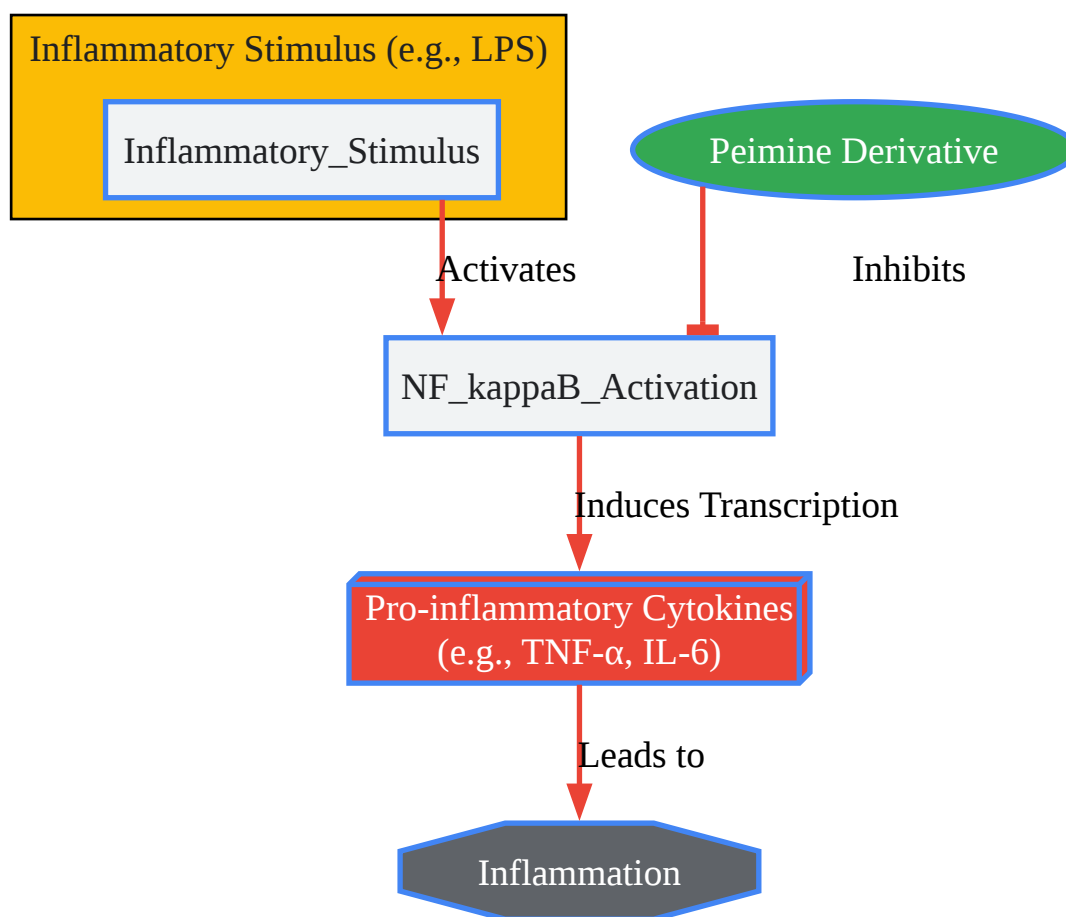 Inflammatory Stimulus (e.g., LPS)
Inflammatory_Stimulus
Peimine Derivative
Activates
Inhibits
NF_kappaB_Activation
Induces Transcription
Pro-inflammatory Cytokines
(e.g., TNF-α, IL-6)
Leads to
Inflammation